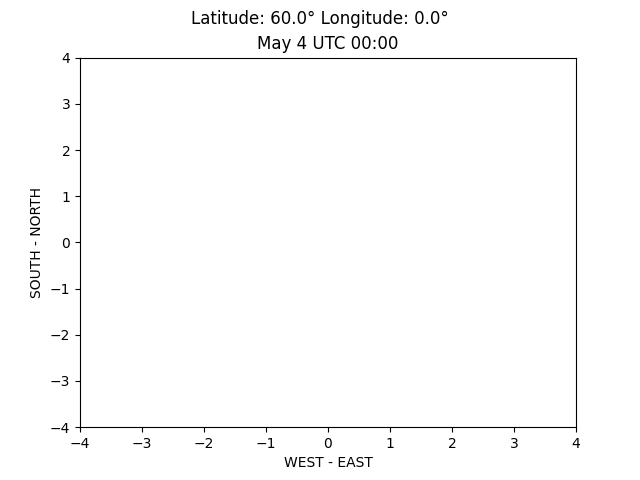 Latitude: 60.0° Longitude: 0.0°
May 4 UTC 00:00
4
3
2
1
0
−1
−2
−3
−4
SOUTH - NORTH
−4 −3 −2 −1 0 1 2 3 4
WEST - EAST